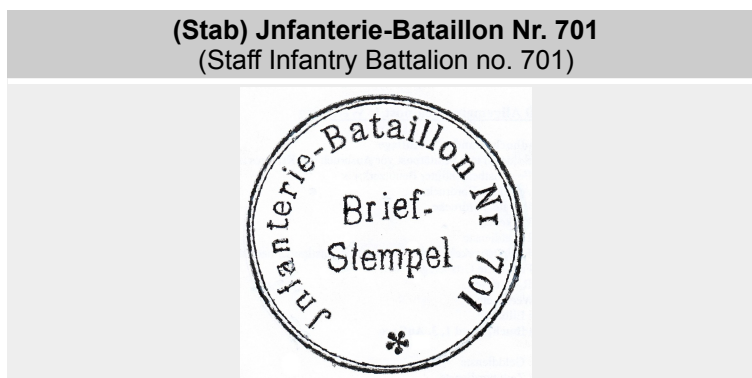 (Stab) Jnfanterie-Bataillon Nr. 701
(Staff Infantry Battalion no. 701)
Jnfanterie-Bataillon Nr 701
Brief-
Stempel
*